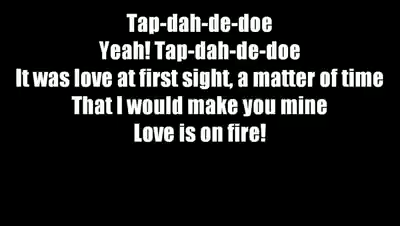 Tap-dah-de-doe
Yeah! Tap-dah-de-doe
It was love at first sight, a matter of time
That I would make you mine
Love is on fire!